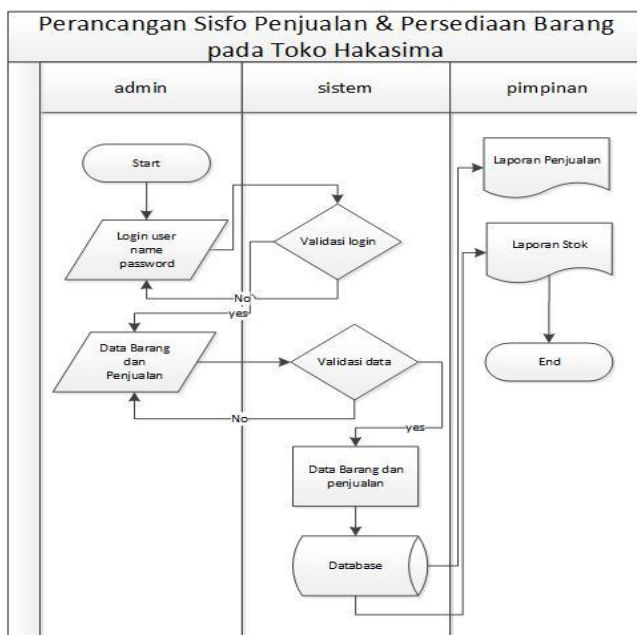 Perancangan Sisfo Penjualan & Persediaan Barang
pada Toko Hakasima
admin
sistem
pimpinan
Start
Login user
name
password
Validasi login
No
yes
Data Barang
dan
Penjualan
Validasi data
No
yes
Data Barang dan
penjualan
Database
Laporan Penjualan
Laporan Stok
End